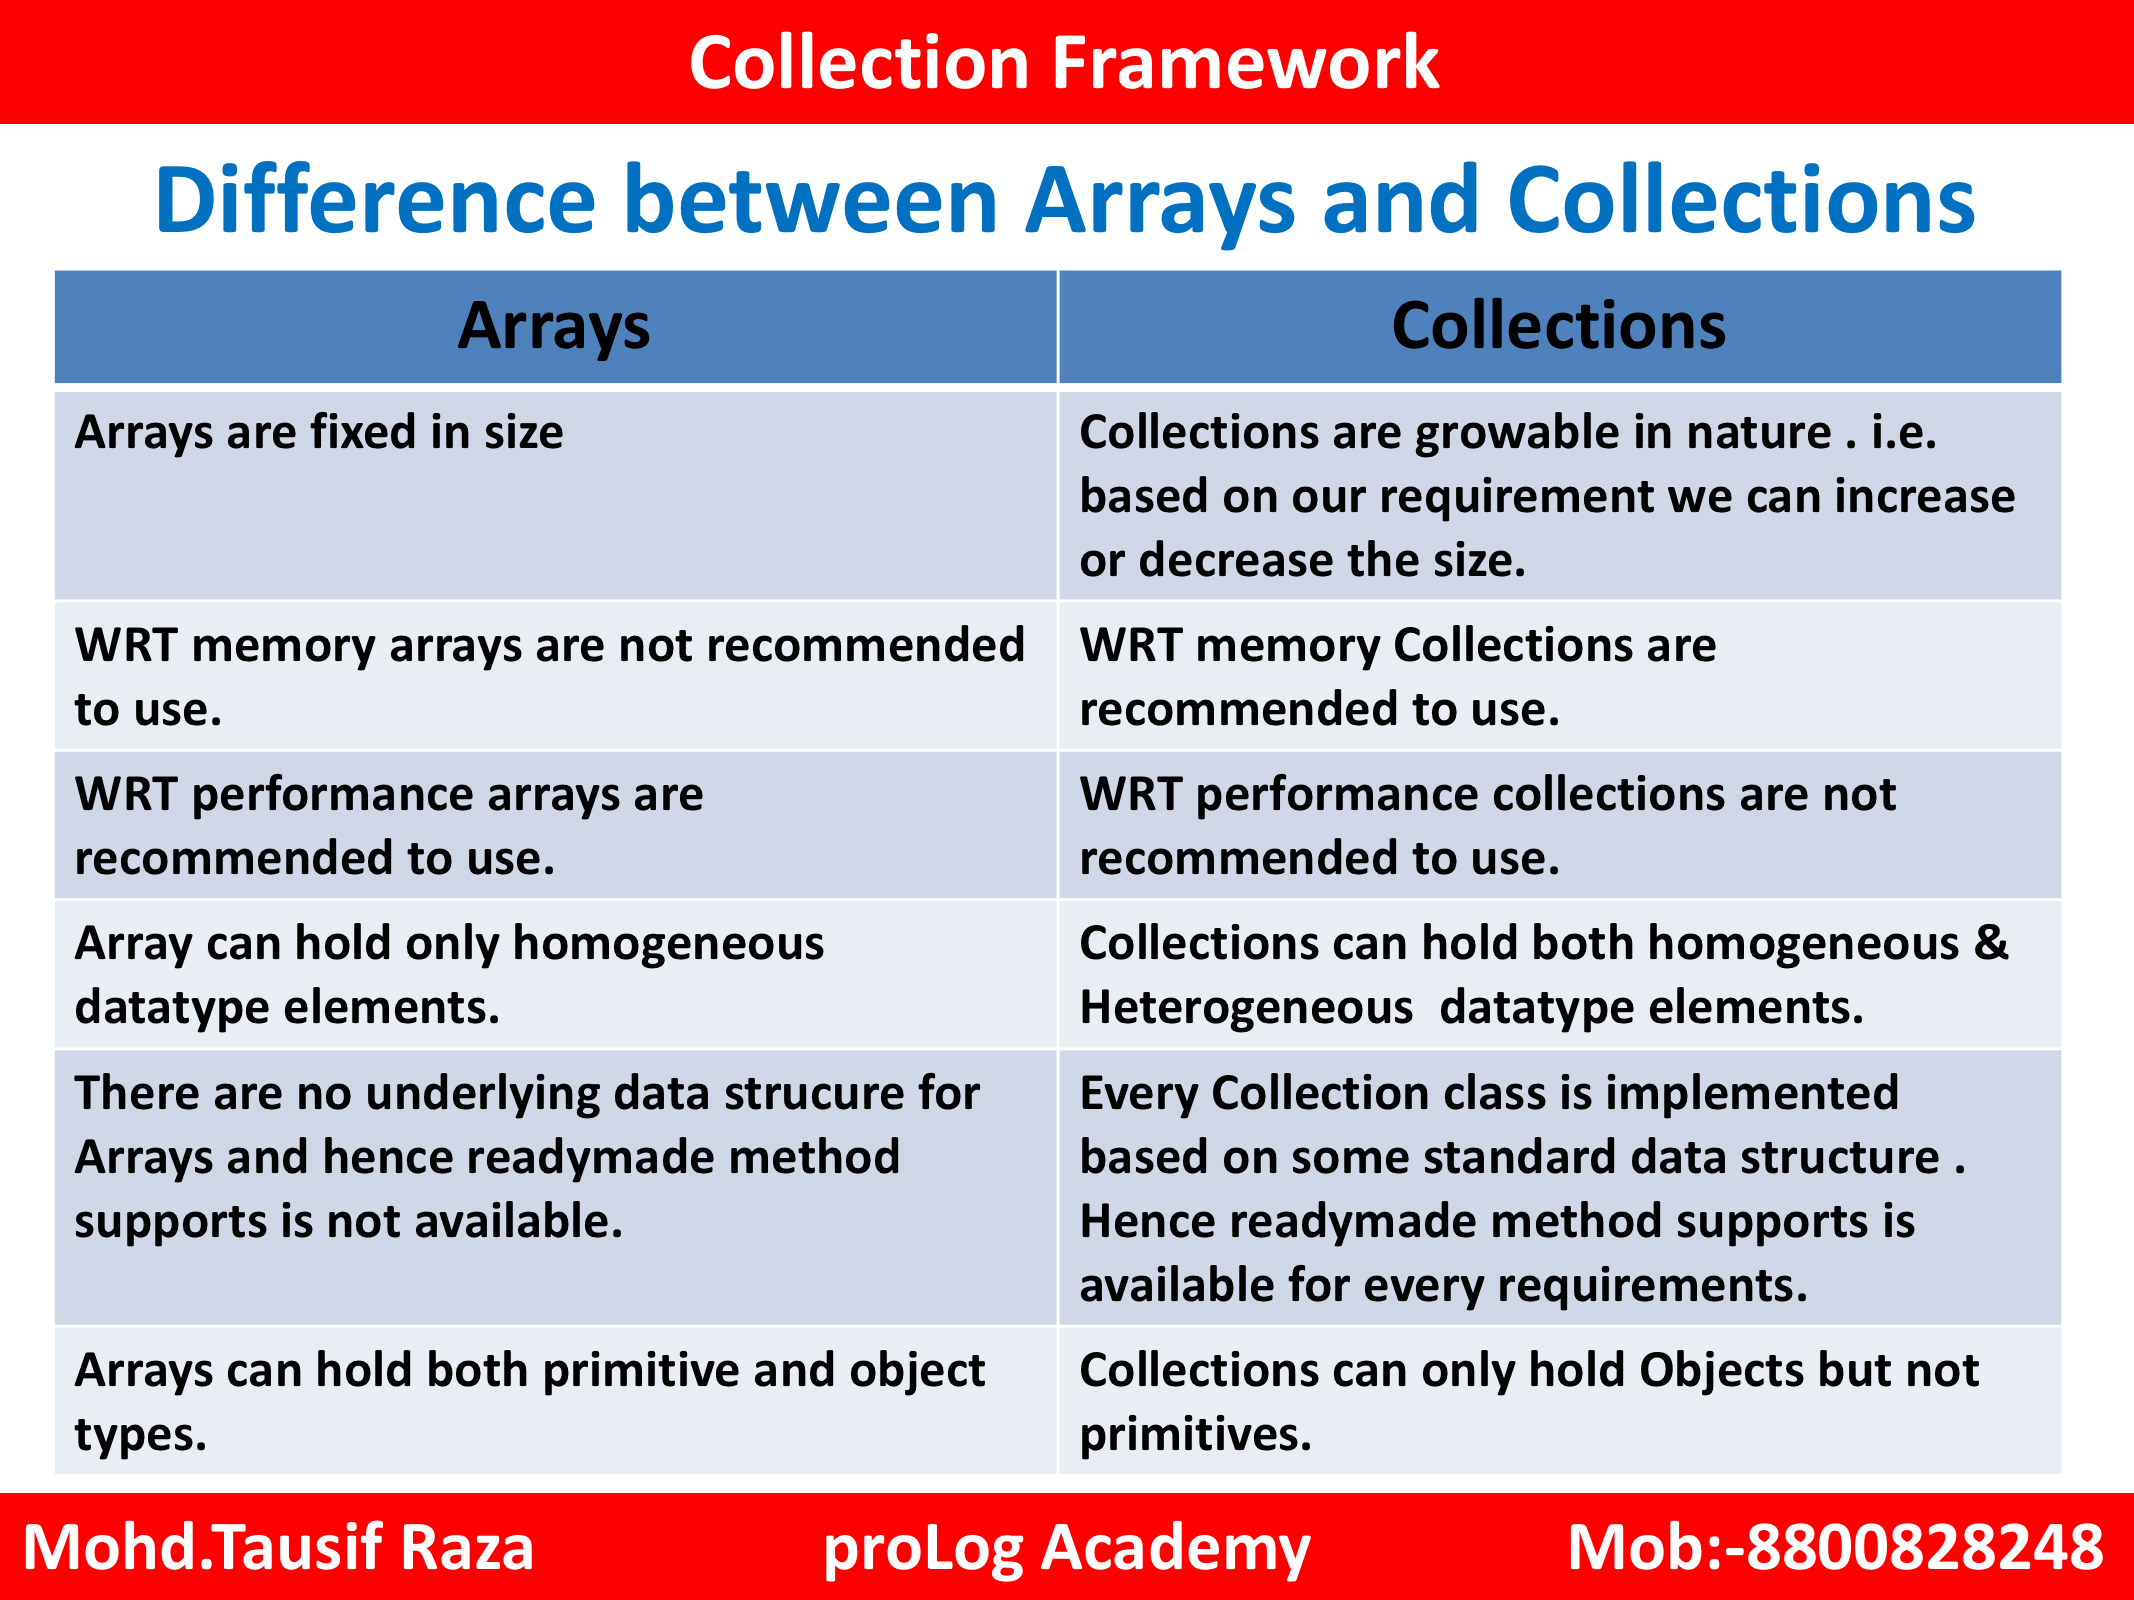 Collection Framework
Difference between Arrays and Collections
Arrays
Collections
Arrays are fixed in size
Collections are growable in nature . i.e.
based on our requirement we can increase
or decrease the size.
WRT memory arrays are not recommended
to use.
WRT memory Collections are
recommended to use.
WRT performance arrays are
recommended to use.
WRT performance collections are not
recommended to use.
Array can hold only homogeneous
datatype elements.
Collections can hold both homogeneous &
Heterogeneous  datatype elements.
There are no underlying data strucure for
Arrays and hence readymade method
supports is not available.
Every Collection class is implemented
based on some standard data structure .
Hence readymade method supports is
available for every requirements.
Arrays can hold both primitive and object
types.
Collections can only hold Objects but not
primitives.
Mohd.Tausif Raza
proLog Academy
Mob:-8800828248